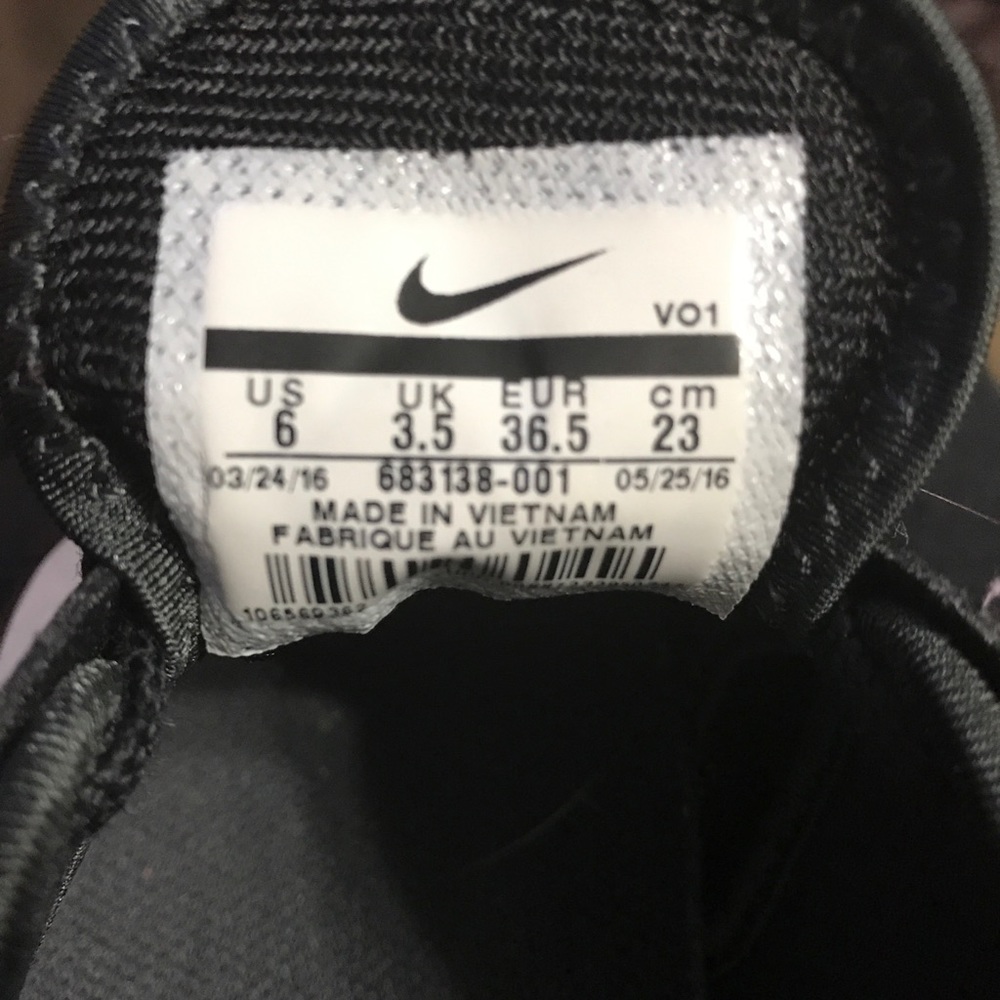 VO1
US UK EUR cm
6 3.5 36.5 23
03/24/16 683138-001 05/25/16
MADE IN VIETNAM
FABRIQUE AU VIETNAM